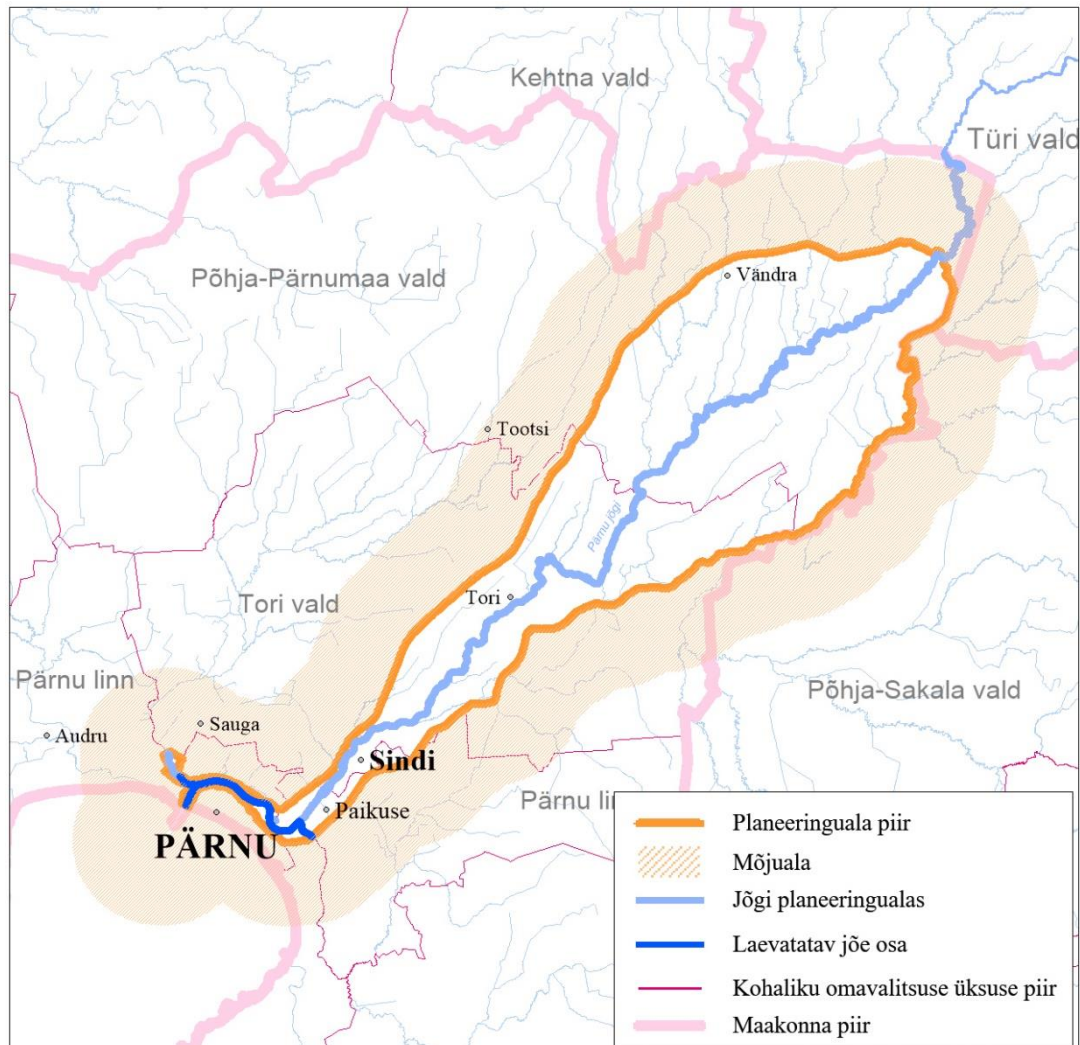 Kehtna vald
Türi vald
Põhja-Pärnumaa vald
Vändra
Tootsi
Pärnu jõgi
Tori
Tori vald
Pärnu linn
Põhja-Sakala vald
Sauga
Audru
Sindi
Paikuse
Pärnu lin
PÄRNU
Planeeringuala piir
Mõjuala
Jõgi planeeringualas
Laevatatav jõe osa
Kohaliku omavalitsuse üksuse piir
Maakonna piir